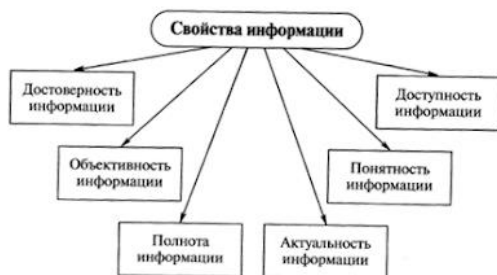 Свойства информации
Достоверность
информации
Доступность
информации
Объективность
информации
Понятность
информации
Полнота
информации
Актуальность
информации